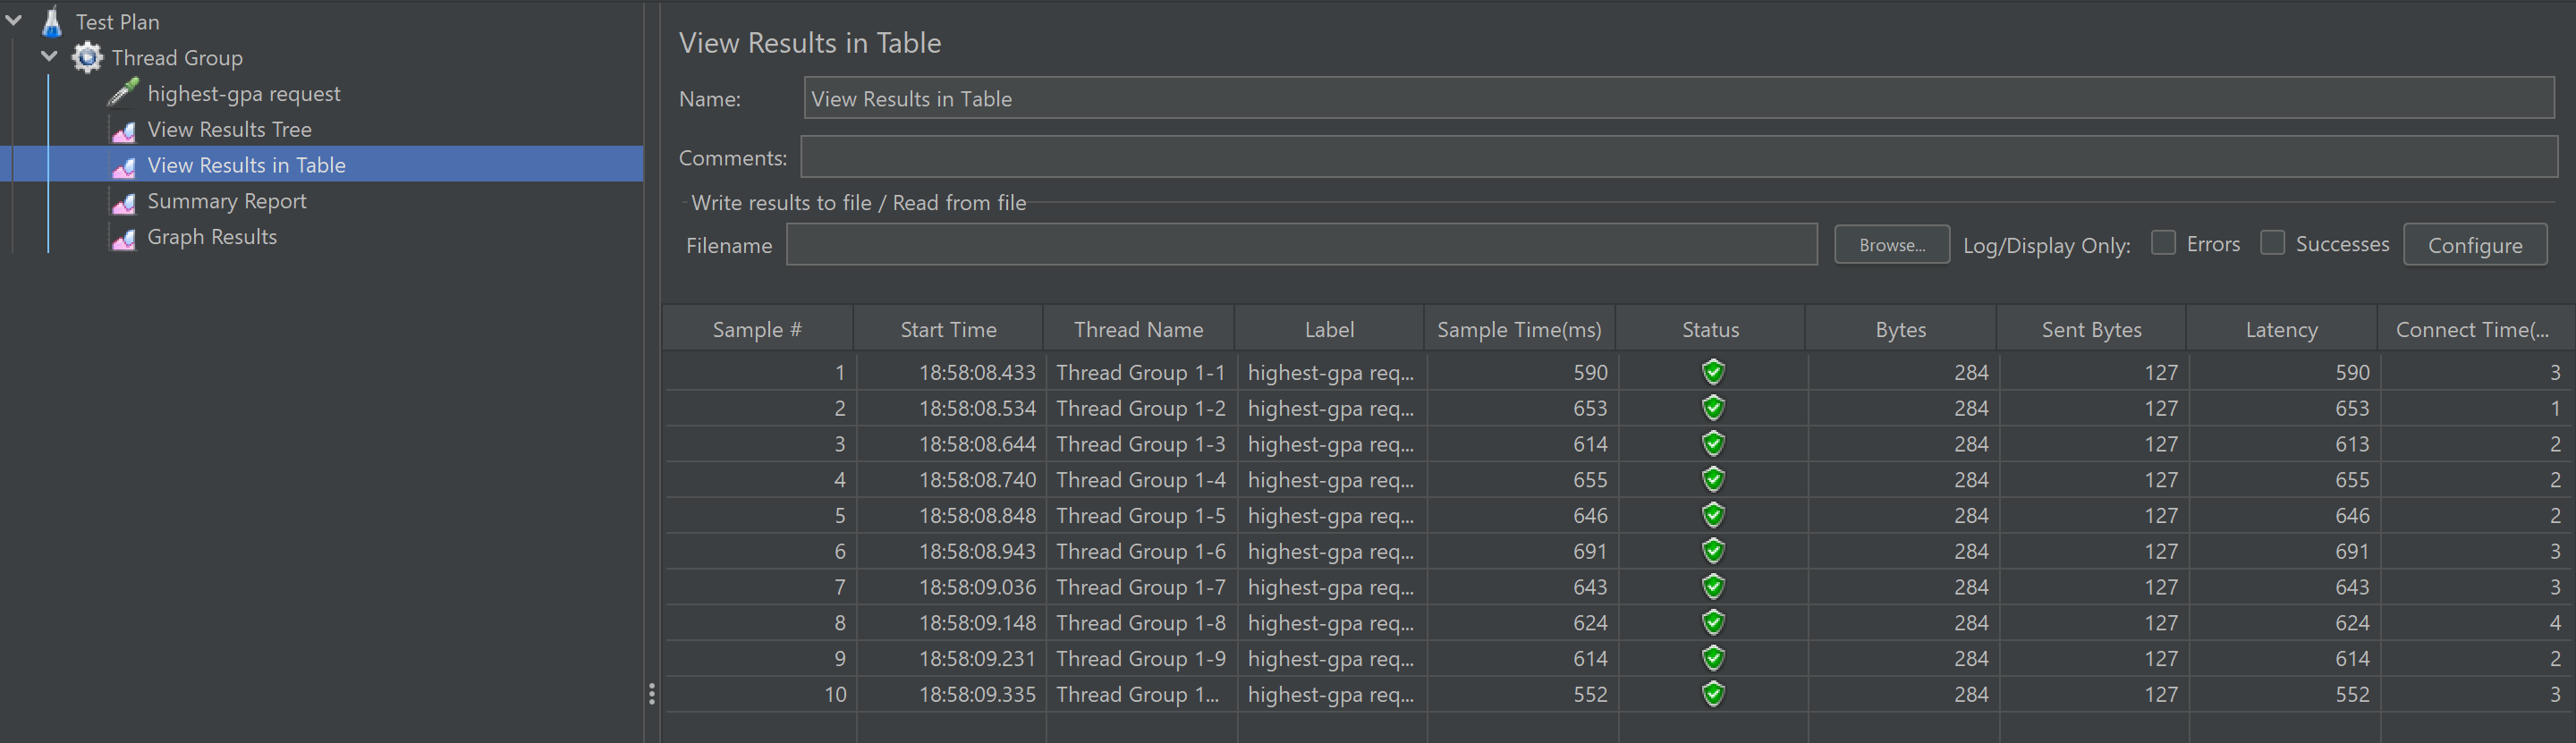 Test Plan
Thread Group
highest-gpa request
View Results Tree
View Results in Table
Summary Report
Graph Results
View Results in Table
Name: View Results in Table
Comments:
Write results to file / Read from file
Filename Browse... Log/Display Only: Errors Successes Configure
Sample # Start Time Thread Name Label Sample Time(ms) Status Bytes Sent Bytes Latency Connect Time(...
1 18:58:08.433 Thread Group 1-1 highest-gpa req... 590 284 127 590 3
2 18:58:08.534 Thread Group 1-2 highest-gpa req... 653 284 127 653 1
3 18:58:08.644 Thread Group 1-3 highest-gpa req... 614 284 127 613 2
4 18:58:08.740 Thread Group 1-4 highest-gpa req... 655 284 127 655 2
5 18:58:08.848 Thread Group 1-5 highest-gpa req... 646 284 127 646 2
6 18:58:08.943 Thread Group 1-6 highest-gpa req... 691 284 127 691 3
7 18:58:09.036 Thread Group 1-7 highest-gpa req... 643 284 127 643 3
8 18:58:09.148 Thread Group 1-8 highest-gpa req... 624 284 127 624 4
9 18:58:09.231 Thread Group 1-9 highest-gpa req... 614 284 127 614 2
10 18:58:09.335 Thread Group 1... highest-gpa req... 552 284 127 552 3